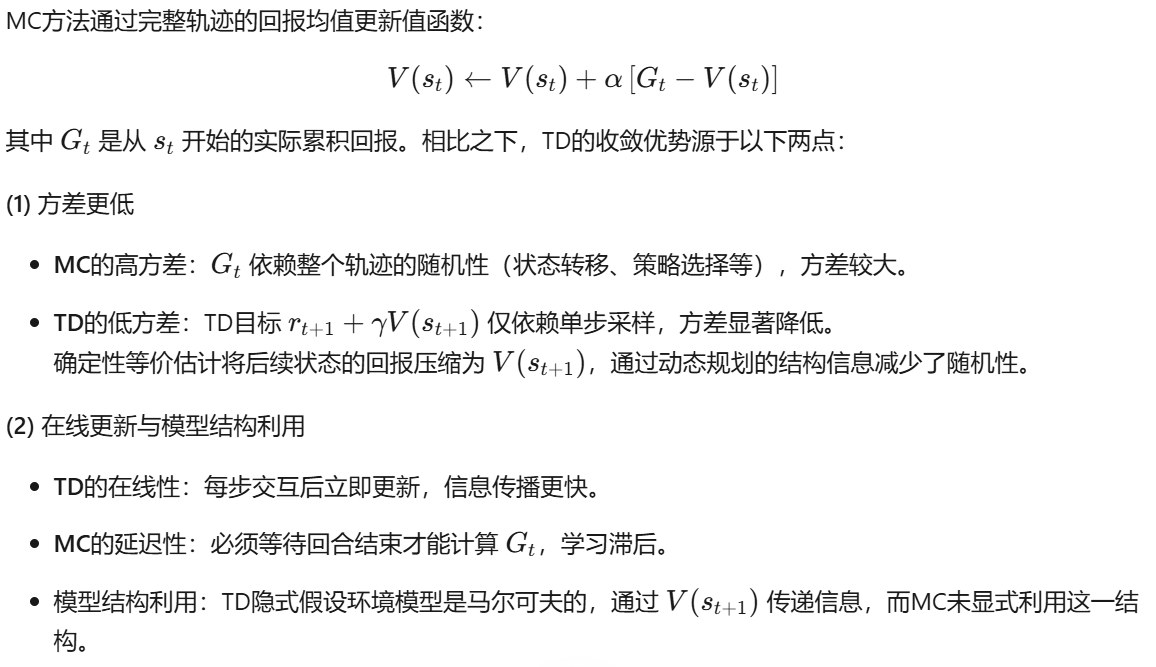 MC方法通过完整轨迹的回报均值更新值函数：
V(s_t) ← V(s_t) + α [G_t − V(s_t)]
其中 G_t 是从 s_t 开始的实际累积回报。相比之下，TD的收敛优势源于以下两点：
(1) 方差更低
• MC的高方差：G_t 依赖整个轨迹的随机性（状态转移、策略选择等），方差较大。
• TD的低方差：TD目标 r_{t+1} + γV(s_{t+1}) 仅依赖单步采样，方差显著降低。
确定性等价估计将后续状态的回报压缩为 V(s_{t+1})，通过动态规划的结构信息减少了随机性。
(2) 在线更新与模型结构利用
• TD的在线性：每步交互后立即更新，信息传播更快。
• MC的延迟性：必须等待回合结束才能计算 G_t，学习滞后。
• 模型结构利用：TD隐式假设环境模型是马尔可夫的，通过 V(s_{t+1}) 传递信息，而MC未显式利用这一结
构。